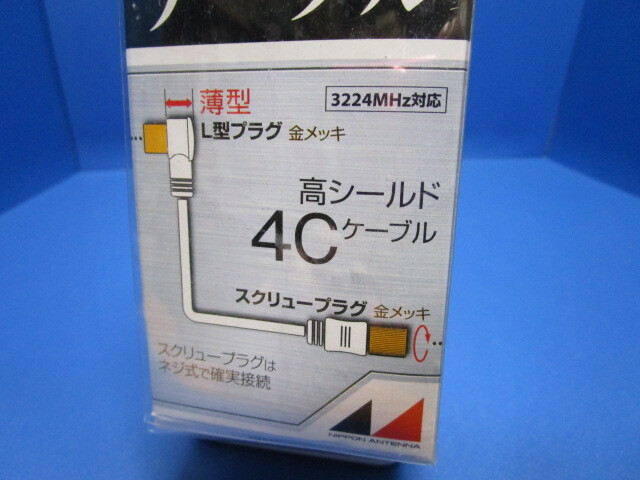 薄型
3224MHz対応
L型プラグ 金メッキ
高シールド
4Cケーブル
スクリュープラグ 金メッキ
スクリュープラグは
ネジ式で確実接続
NIPPON ANTENNA